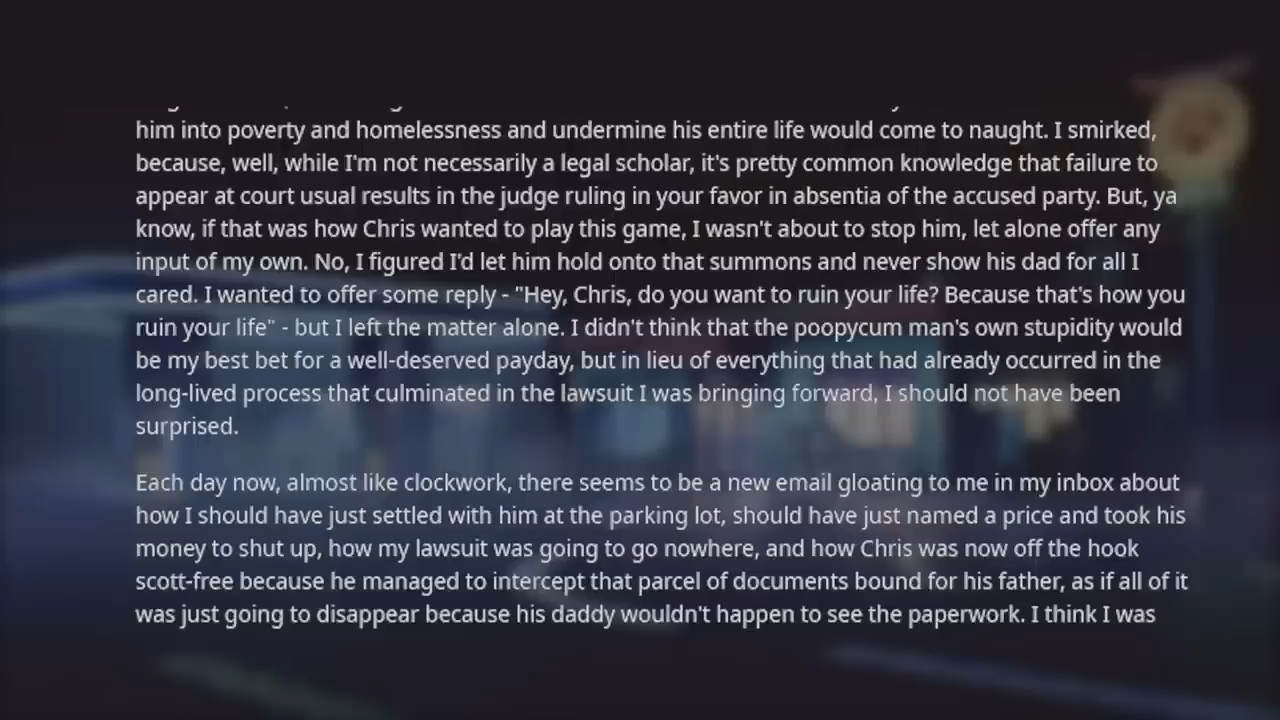 him into poverty and homelessness and undermine his entire life would come to naught. I smirked,
because, well, while I'm not necessarily a legal scholar, it's pretty common knowledge that failure to
appear at court usual results in the judge ruling in your favor in absentia of the accused party. But, ya
know, if that was how Chris wanted to play this game, I wasn't about to stop him, let alone offer any
input of my own. No, I figured I'd let him hold onto that summons and never show his dad for all I
cared. I wanted to offer some reply - "Hey, Chris, do you want to ruin your life? Because that's how you
ruin your life" - but I left the matter alone. I didn't think that the poopycum man's own stupidity would
be my best bet for a well-deserved payday, but in lieu of everything that had already occurred in the
long-lived process that culminated in the lawsuit I was bringing forward, I should not have been
surprised.
Each day now, almost like clockwork, there seems to be a new email gloating to me in my inbox about
how I should have just settled with him at the parking lot, should have just named a price and took his
money to shut up, how my lawsuit was going to go nowhere, and how Chris was now off the hook
scott-free because he managed to intercept that parcel of documents bound for his father, as if all of it
was just going to disappear because his daddy wouldn't happen to see the paperwork. I think I was